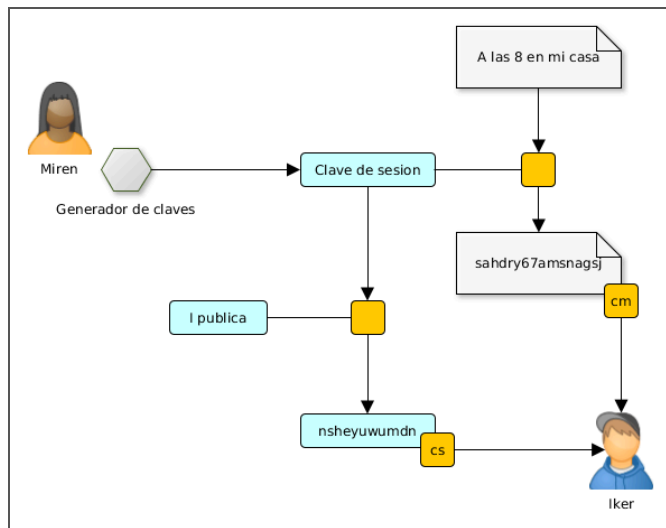 A las 8 en mi casa
Miren
Clave de sesion
Generador de claves
sahdry67amsnagsj
cm
I publica
nsheyuwumdn
cs
Iker